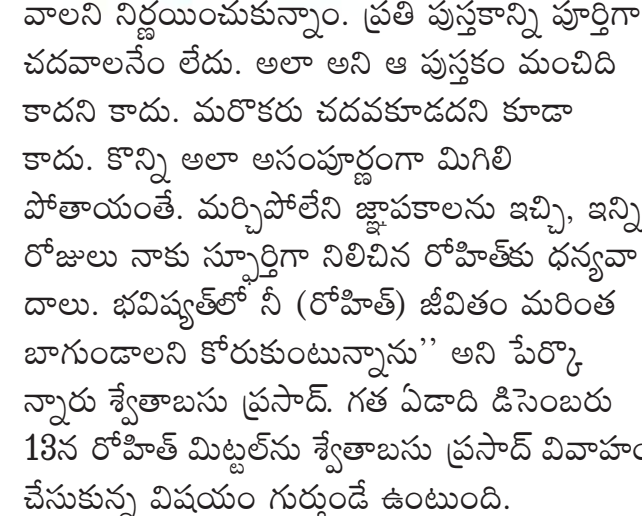 వాలని నిర్ణయించుకున్నాం. ప్రతి పుస్తకాన్ని పూర్తిగా
చదవాలనేం లేదు. అలా అని ఆ పుస్తకం మంచిది
కాదని కాదు. మరొకరు చదవకూడదని కూడా
కాదు. కొన్ని అలా అసంపూర్ణంగా మిగిలి
పోతాయంతే. మర్చిపోలేని జ్ఞాపకాలను ఇచ్చి, ఇన్ని
రోజులు నాకు స్ఫూర్తిగా నిలిచిన రోహిత్‌కు ధన్యవా
దాలు. భవిష్యత్‌లో నీ (రోహిత్) జీవితం మరింత
బాగుండాలని కోరుకుంటున్నాను’’ అని పేర్కొ
న్నారు శ్వేతాబసు ప్రసాద్. గత ఏడాది డిసెంబరు
13న రోహిత్ మిట్టల్‌ను శ్వేతాబసు ప్రసాద్ వివాహం
చేసుకున్న విషయం గుర్తుండే ఉంటుంది.